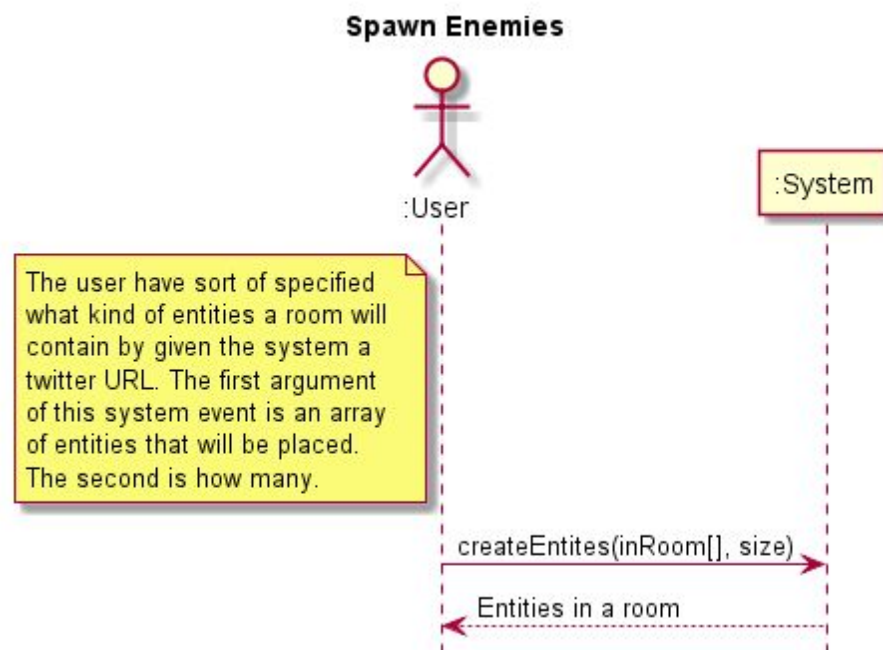 Spawn Enemies
:User
:System
The user have sort of specified
what kind of entities a room will
contain by given the system a
twitter URL. The first argument
of this system event is an array
of entities that will be placed.
The second is how many.
createEntites(inRoom[], size)
Entities in a room